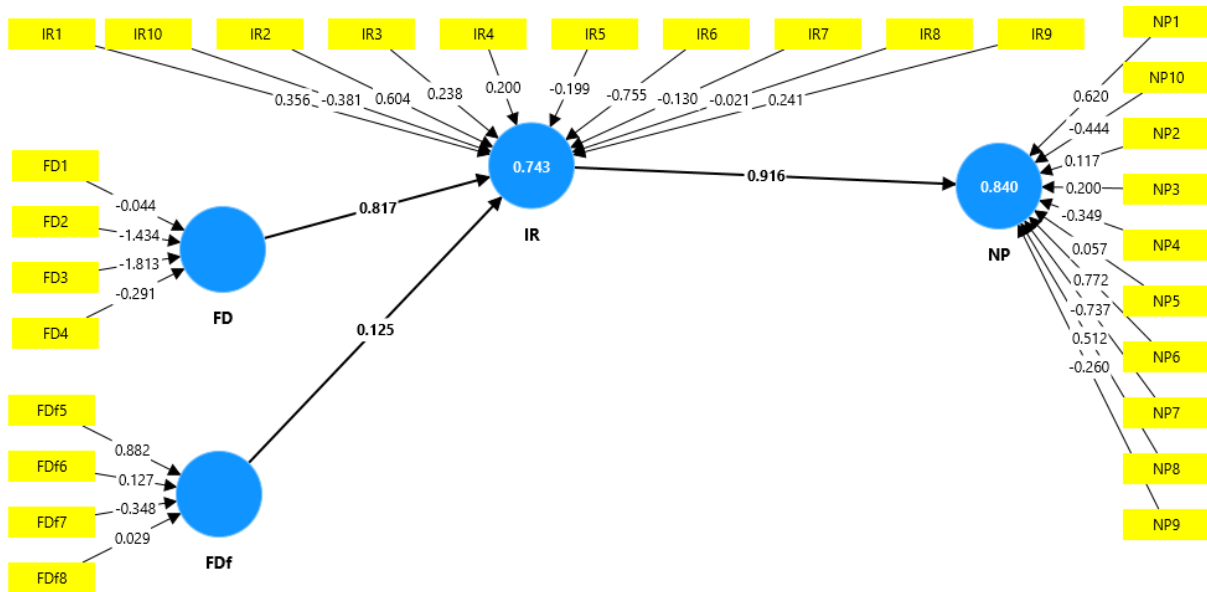 IR1 IR10 IR2 IR3 IR4 IR5 IR6 IR7 IR8 IR9
0.356 -0.381 0.604 0.238 0.200 -0.199 -0.755 -0.130 -0.021 0.241
NP1
NP10
NP2
NP3
NP4
NP5
NP6
NP7
NP8
NP9
0.620
-0.444
0.117
0.200
-0.349
0.057
0.772
-0.737
0.512
-0.260
0.743
IR
0.916
0.840
NP
FD1
FD2
FD3
FD4
-0.044
-1.434
-1.813
-0.291
FD
0.817
0.125
FDf5
FDf6
FDf7
FDf8
0.882
0.127
-0.348
0.029
FDf